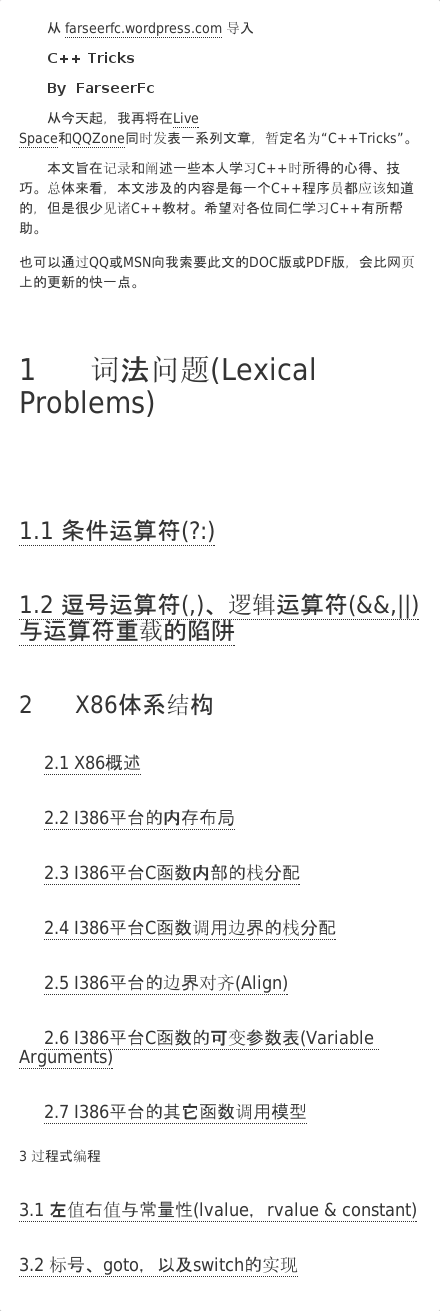 从 farseerfc.wordpress.com 导入
C++ Tricks
By FarseerFc
从今天起，我再将在Live
Space和QQZone同时发表一系列文章，暂定名为“C++Tricks”。
本文旨在记录和阐述一些本人学习C++时所得的心得、技
巧。总体来看，本文涉及的内容是每一个C++程序员都应该知道
的，但是很少见诸C++教材。希望对各位同仁学习C++有所帮
助。
也可以通过QQ或MSN向我索要此文的DOC版或PDF版，会比网页
上的更新的快一点。
1 词法问题(Lexical
Problems)
1.1 条件运算符(?:)
1.2 逗号运算符(,)、逻辑运算符(&&,||)
与运算符重载的陷阱
2 X86体系结构
2.1 X86概述
2.2 I386平台的内存布局
2.3 I386平台C函数内部的栈分配
2.4 I386平台C函数调用边界的栈分配
2.5 I386平台的边界对齐(Align)
2.6 I386平台C函数的可变参数表(Variable
Arguments)
2.7 I386平台的其它函数调用模型
3 过程式编程
3.1 左值右值与常量性(lvalue，rvalue & constant)
3.2 标号、goto，以及switch的实现